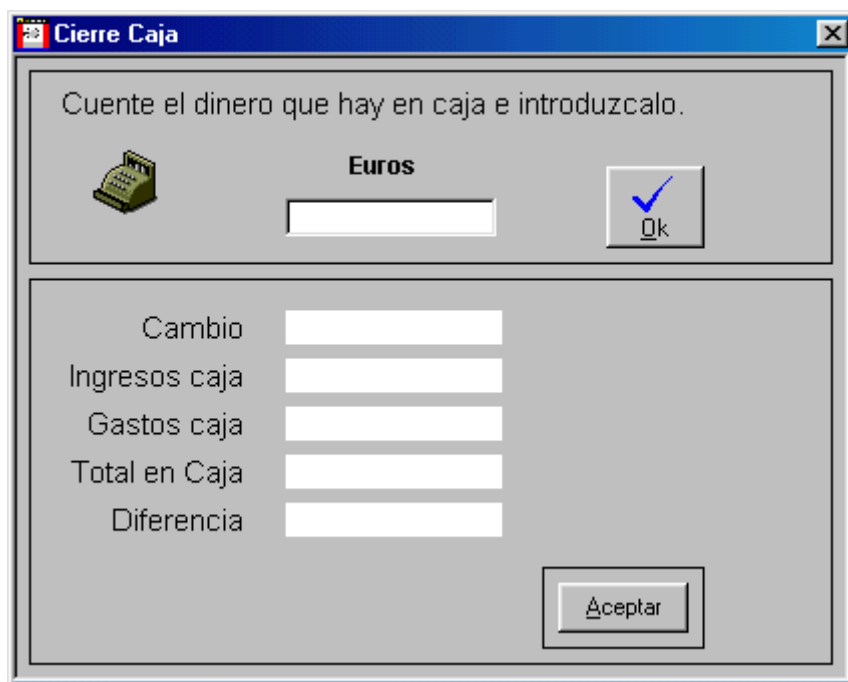 Cierre Caja
Cuente el dinero que hay en caja e introduzcalo.
Euros
Ok
Cambio
Ingresos caja
Gastos caja
Total en Caja
Diferencia
Aceptar